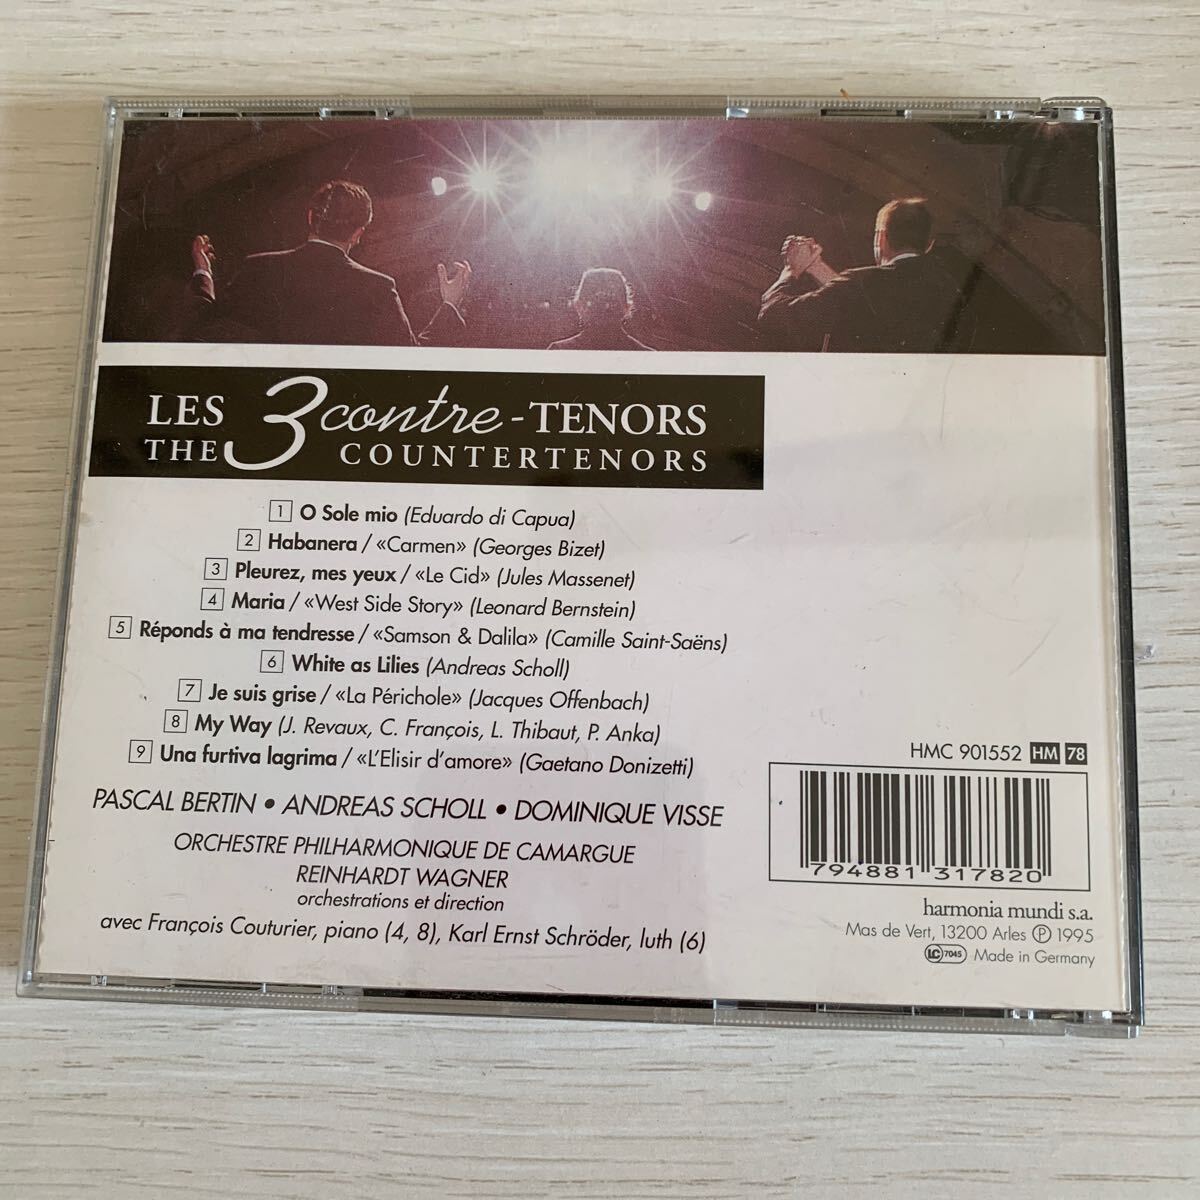 LES 3 contre-TENORS
THE COUNTERTENORS
1 O Sole mio (Eduardo di Capua)
2 Habanera / «Carmen» (Georges Bizet)
3 Pleurez, mes yeux / «Le Cid» (Jules Massenet)
4 Maria / «West Side Story» (Leonard Bernstein)
5 Réponds à ma tendresse / «Samson & Dalila» (Camille Saint-Saëns)
6 White as Lilies (Andreas Scholl)
7 Je suis grise / «La Périchole» (Jacques Offenbach)
8 My Way (J. Revaux, C. François, L. Thibaut, P. Anka)
9 Una furtiva lagrima / «L'Elisir d'amore» (Gaetano Donizetti)
PASCAL BERTIN • ANDREAS SCHOLL • DOMINIQUE VISSE
ORCHESTRE PHILHARMONIQUE DE CAMARGUE
REINHARDT WAGNER
orchestrations et direction
avec François Couturier, piano (4, 8), Karl Ernst Schröder, luth (6)
HMC 901552 HM 78
7 94881 31782 0
harmonia mundi s.a.
Mas de Vert, 13200 Arles Ⓟ 1995
LC 7045 Made in Germany